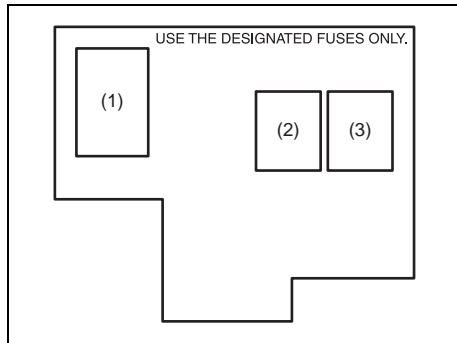 USE THE DESIGNATED FUSES ONLY.
(1)
(2) (3)